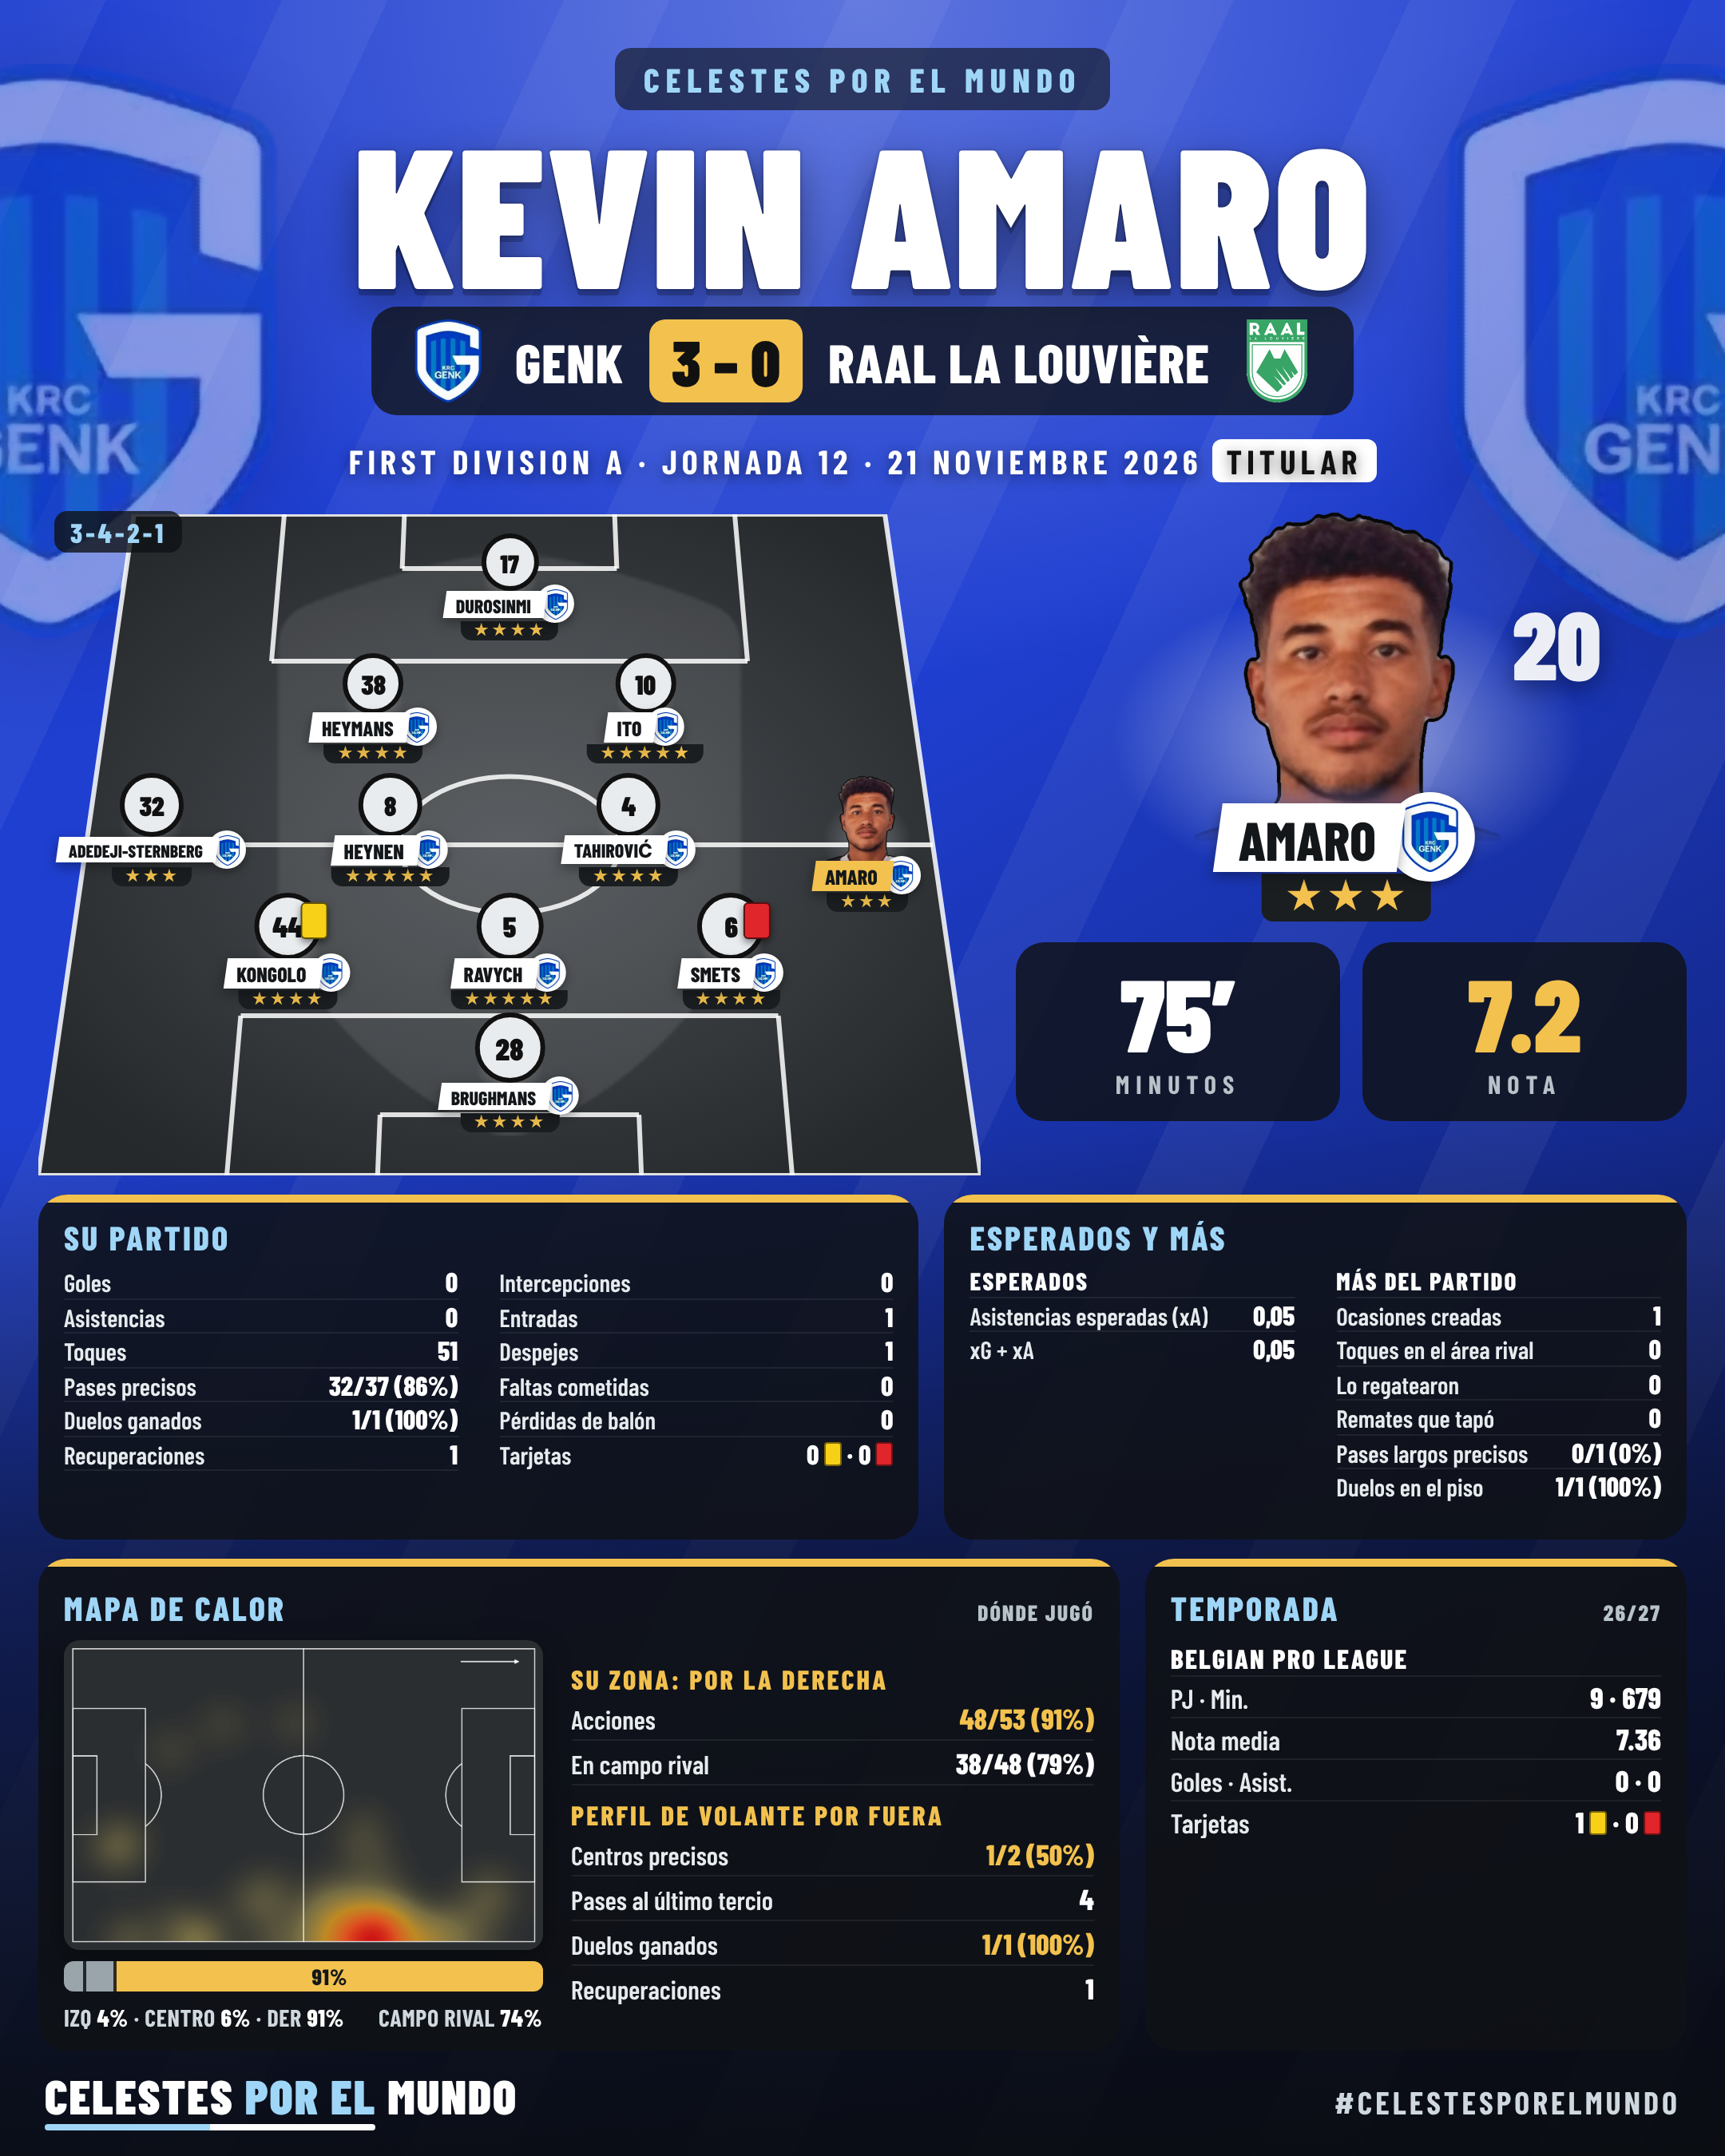 CELESTES POR EL MUNDO
KEVIN AMARO
KRC GENK
GENK 3 - 0 RAAL LA LOUVIÈRE
RAAL
LA LOUVIÈRE
KRC
GENK
KRC
GEN
FIRST DIVISION A · JORNADA 12 · 21 NOVIEMBRE 2026 TITULAR
3-4-2-1
17
DUROSINMI
★★★★
38
HEYMANS
★★★★
10
ITO
★★★★★
32
ADEDEJI-STERNBERG
★★★
8
HEYNEN
★★★★★
4
TAHIROVIĆ
★★★★
AMARO
★★★
44
KONGOLO
★★★★
5
RAVYCH
★★★★★
6
SMETS
★★★★
28
BRUGHMANS
★★★★
20
AMARO
KRC GENK
★★★
75’
MINUTOS
7.2
NOTA
SU PARTIDO
Goles 0
Asistencias 0
Toques 51
Pases precisos 32/37 (86%)
Duelos ganados 1/1 (100%)
Recuperaciones 1
Intercepciones 0
Entradas 1
Despejes 1
Faltas cometidas 0
Pérdidas de balón 0
Tarjetas 0 · 0
ESPERADOS Y MÁS
ESPERADOS
Asistencias esperadas (xA) 0,05
xG + xA 0,05
MÁS DEL PARTIDO
Ocasiones creadas 1
Toques en el área rival 0
Lo regatearon 0
Remates que tapó 0
Pases largos precisos 0/1 (0%)
Duelos en el piso 1/1 (100%)
MAPA DE CALOR
DÓNDE JUGÓ
91%
IZQ 4% · CENTRO 6% · DER 91% CAMPO RIVAL 74%
SU ZONA: POR LA DERECHA
Acciones 48/53 (91%)
En campo rival 38/48 (79%)
PERFIL DE VOLANTE POR FUERA
Centros precisos 1/2 (50%)
Pases al último tercio 4
Duelos ganados 1/1 (100%)
Recuperaciones 1
TEMPORADA 26/27
BELGIAN PRO LEAGUE
PJ · Min. 9 · 679
Nota media 7.36
Goles · Asist. 0 · 0
Tarjetas 1 · 0
CELESTES POR EL MUNDO
#CELESTESPORELMUNDO